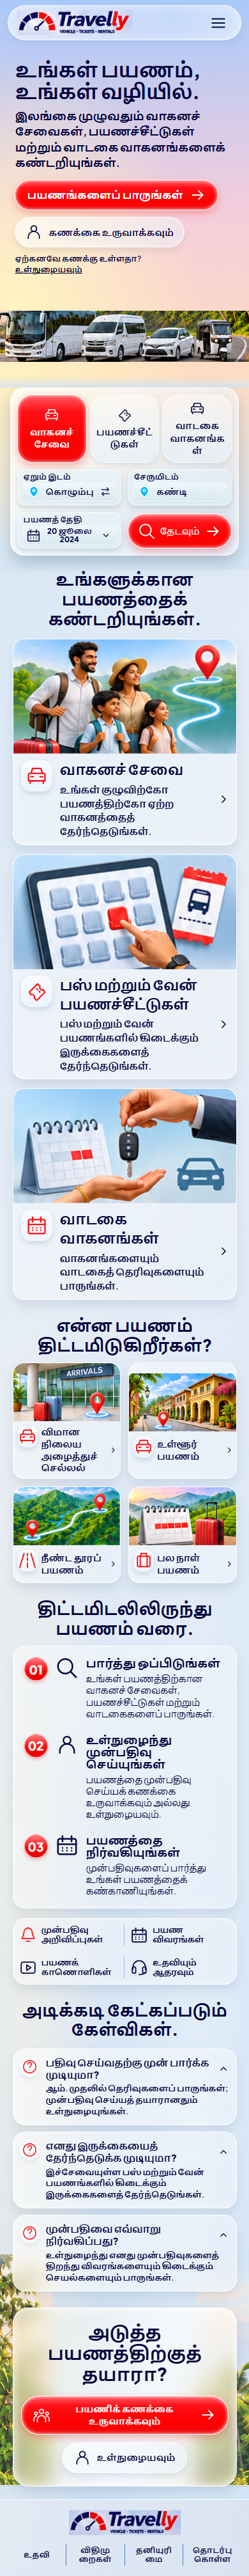 Travelly
VEHICLE • TICKETS • RENTALS
உங்கள் பயணம்,
உங்கள் வழியில்.
இலங்கை முழுவதும் வாகனச்
சேவைகள், பயணச்சீட்டுகள்
மற்றும் வாடகை வாகனங்களைக்
கண்டறியுங்கள்.
பயணங்களைப் பாருங்கள்
கணக்கை உருவாக்கவும்
ஏற்கனவே கணக்கு உள்ளதா?
உள்நுழையவும்
வாகனச்
சேவை
பயணச்சீட்
டுகள்
வாடகை
வாகனங்க
ள்
ஏறும் இடம்
கொழும்பு
சேருமிடம்
கண்டி
பயணத் தேதி
20 ஜூலை
2024
தேடவும்
உங்களுக்கான
பயணத்தைக்
கண்டறியுங்கள்.
வாகனச் சேவை
உங்கள் குழுவிற்கோ
பயணத்திற்கோ ஏற்ற
வாகனத்தைத்
தேர்ந்தெடுங்கள்.
பஸ் மற்றும் வேன்
பயணச்சீட்டுகள்
பஸ் மற்றும் வேன்
பயணங்களில் கிடைக்கும்
இருக்கைகளைத்
தேர்ந்தெடுங்கள்.
வாடகை
வாகனங்கள்
வாகனங்களையும்
வாடகைத் தெரிவுகளையும்
பாருங்கள்.
என்ன பயணம்
திட்டமிடுகிறீர்கள்?
ARRIVALS
விமான
நிலைய
அழைத்துச்
செல்லல்
உள்ளூர்
பயணம்
நீண்ட தூரப்
பயணம்
பல நாள்
பயணம்
திட்டமிடலிலிருந்து
பயணம் வரை.
01
பார்த்து ஒப்பிடுங்கள்
உங்கள் பயணத்திற்கான
வாகனச் சேவைகள்,
பயணச்சீட்டுகள் மற்றும்
வாடகைகளைப் பாருங்கள்.
02
உள்நுழைந்து
முன்பதிவு
செய்யுங்கள்
பயணத்தை முன்பதிவு
செய்யக் கணக்கை
உருவாக்கவும் அல்லது
உள்நுழையவும்.
03
பயணத்தை
நிர்வகியுங்கள்
முன்பதிவுகளைப் பார்த்து
உங்கள் பயணத்தைக்
கண்காணியுங்கள்.
முன்பதிவு
அறிவிப்புகள்
பயண
விவரங்கள்
பயணக்
காணொளிகள்
உதவியும்
ஆதரவும்
அடிக்கடி கேட்கப்படும்
கேள்விகள்.
பதிவு செய்வதற்கு முன் பார்க்க
முடியுமா?
ஆம். முதலில் தெரிவுகளைப் பாருங்கள்;
முன்பதிவு செய்யத் தயாரானதும்
உள்நுழையுங்கள்.
எனது இருக்கையைத்
தேர்ந்தெடுக்க முடியுமா?
இச்சேவையுள்ள பஸ் மற்றும் வேன்
பயணங்களில் கிடைக்கும்
இருக்கைகளைத் தேர்ந்தெடுங்கள்.
முன்பதிவை எவ்வாறு
நிர்வகிப்பது?
உள்நுழைந்து எனது முன்பதிவுகளைத்
திறந்து விவரங்களையும் கிடைக்கும்
செயல்களையும் பாருங்கள்.
அடுத்த
பயணத்திற்குத்
தயாரா?
பயணிக் கணக்கை
உருவாக்கவும்
உள்நுழையவும்
Travelly
VEHICLE • TICKETS • RENTALS
உதவி
விதிமு
றைகள்
தனியுரி
மை
தொடர்பு
கொள்ள